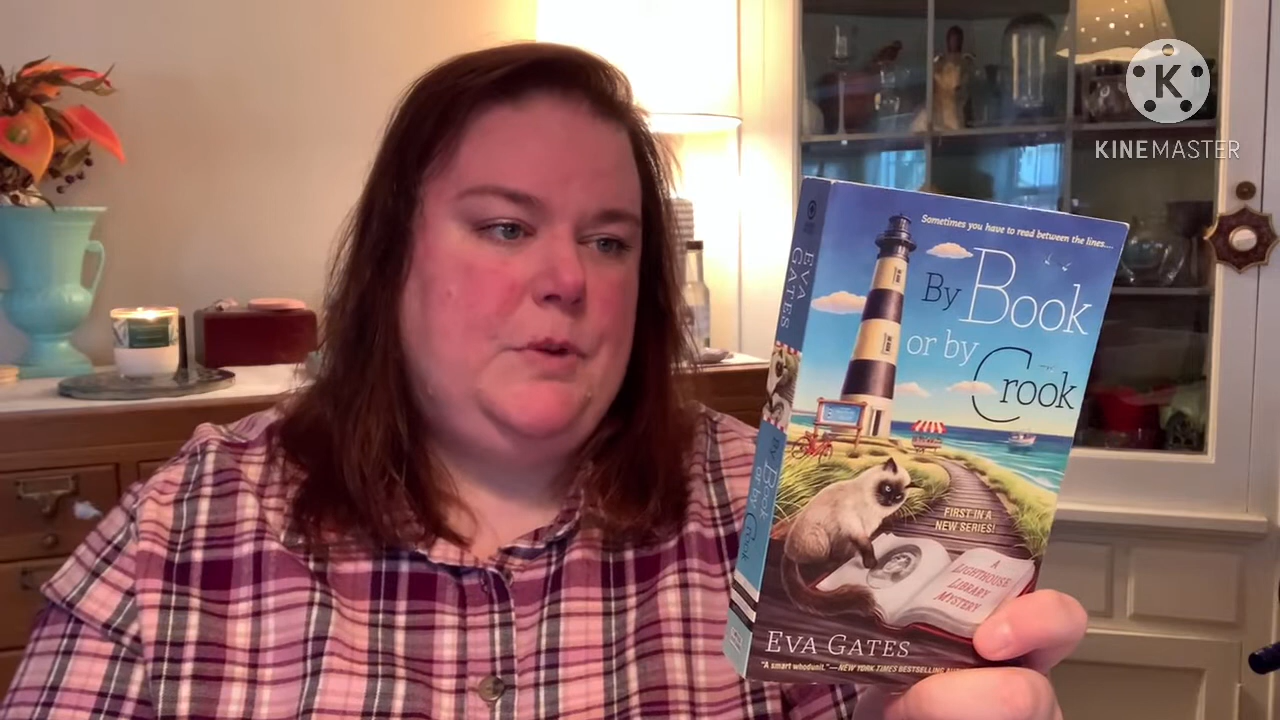 K
KINEMASTER
Sometimes you have to read between the lines....
By Book
or by
Crook
FIRST IN A
NEW SERIES!
A
LIGHTHOUSE
LIBRARY
MYSTERY
EVA GATES
"A smart whodunit."—NEW YORK TIMES BESTSELLING
EVA GATES
By Book
or by Crook